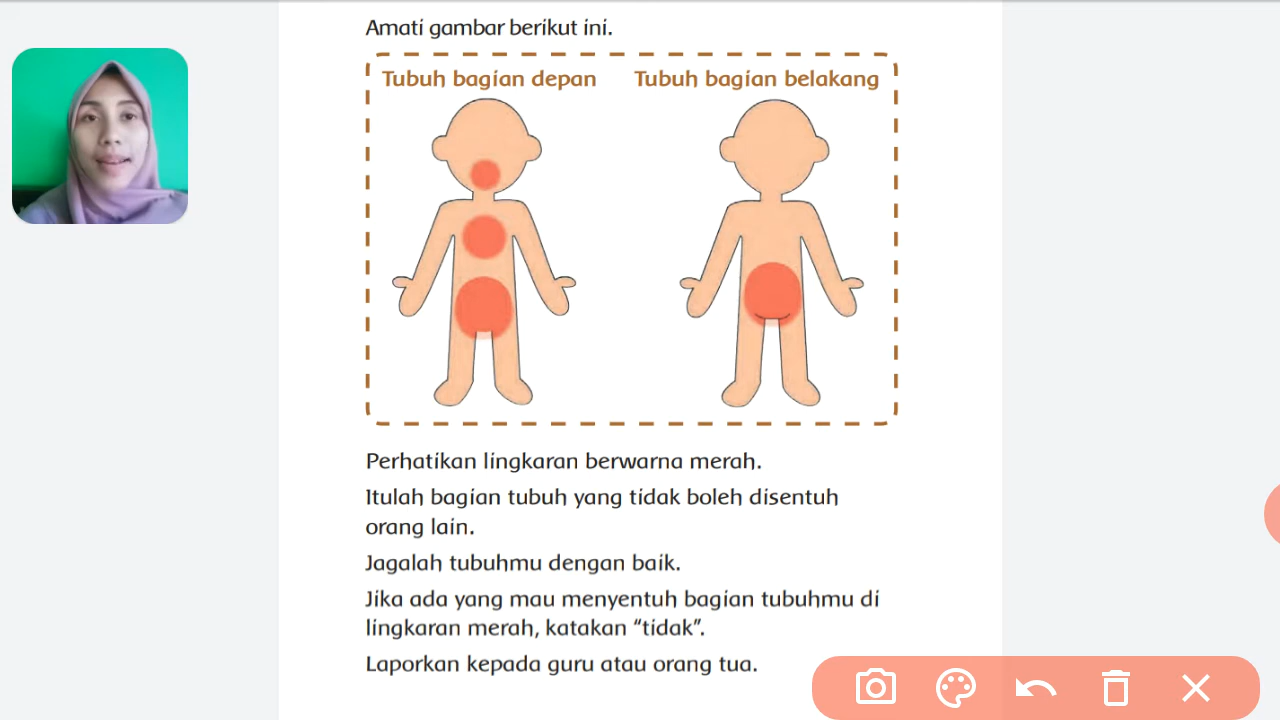 Amati gambar berikut ini.
Tubuh bagian depan
Tubuh bagian belakang
Perhatikan lingkaran berwarna merah.
Itulah bagian tubuh yang tidak boleh disentuh
orang lain.
Jagalah tubuhmu dengan baik.
Jika ada yang mau menyentuh bagian tubuhmu di
lingkaran merah, katakan “tidak”.
Laporkan kepada guru atau orang tua.